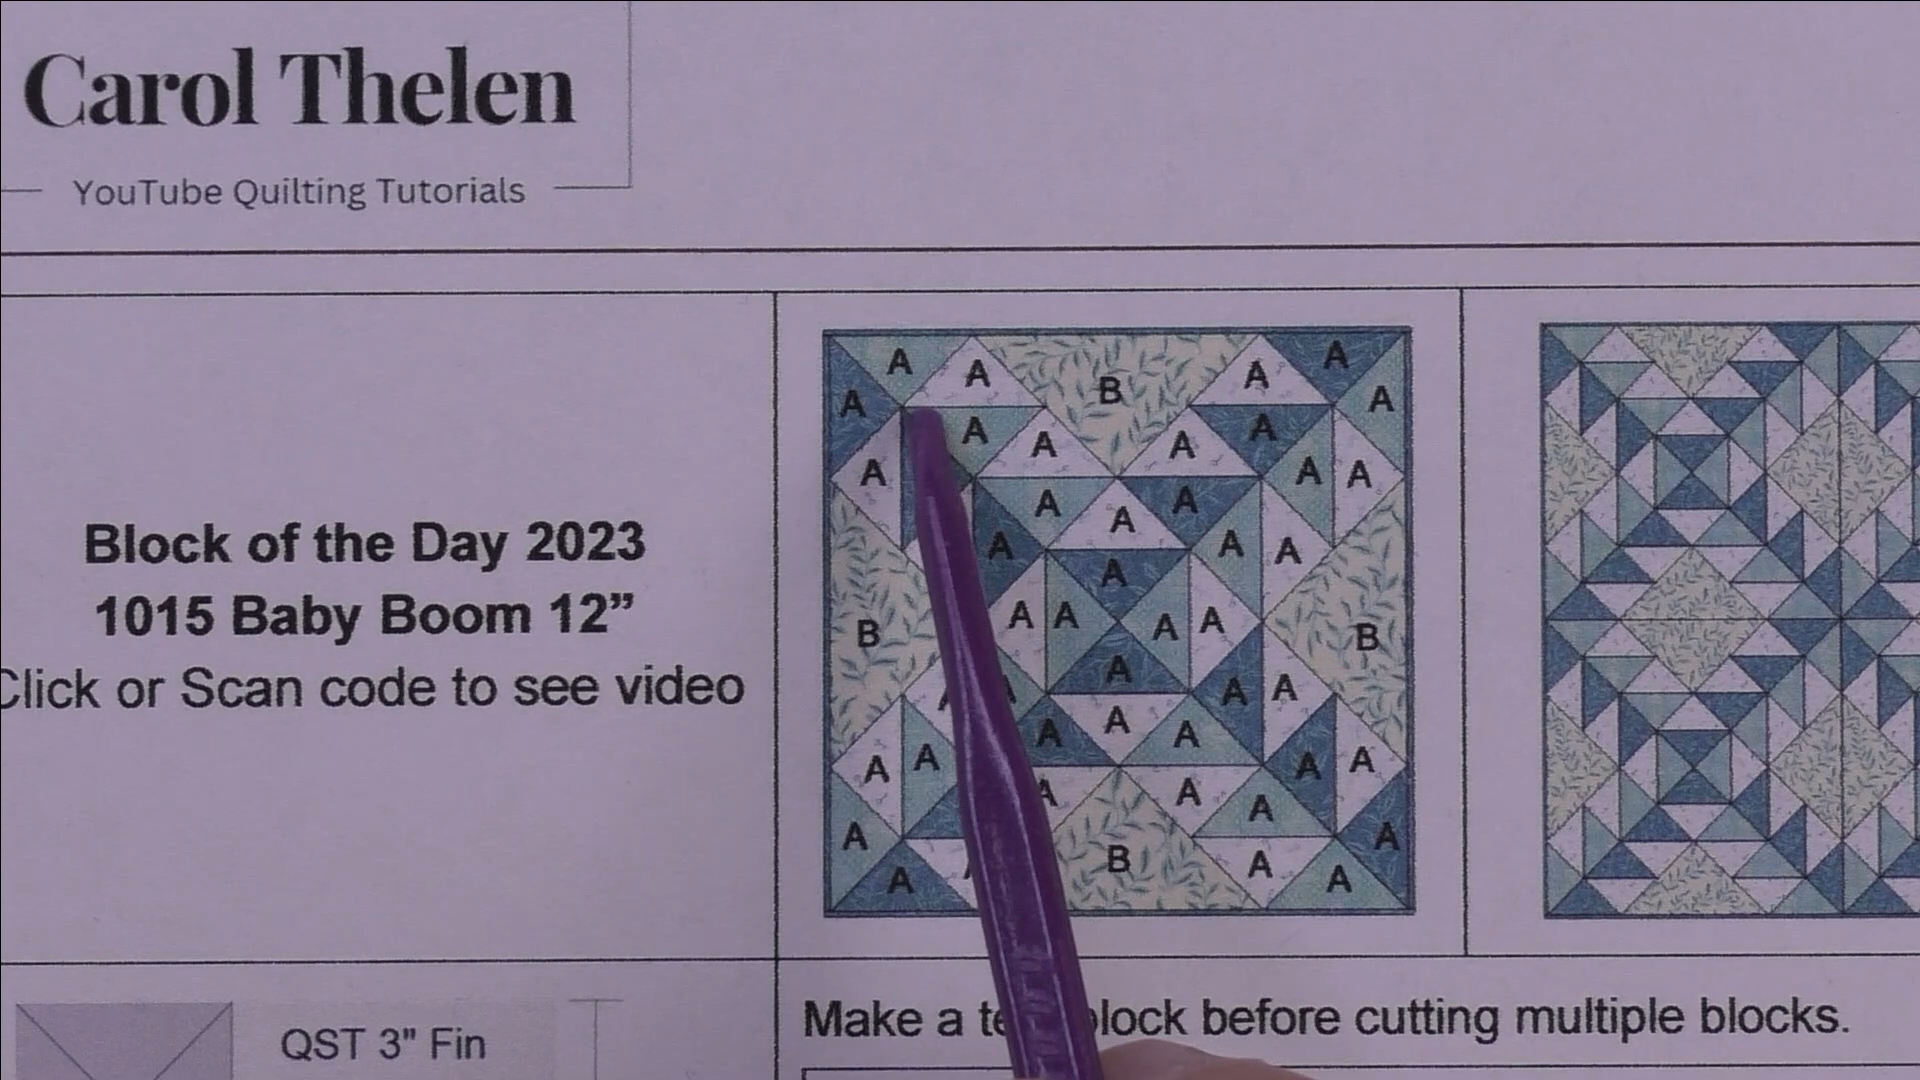 Carol Thelen
YouTube Quilting Tutorials
Block of the Day 2023
1015 Baby Boom 12”
Click or Scan code to see video
A A B A A
A A A A A A
A A A A A A
A A A A
A
B A A A A B
A A A
A A A
A A A A
A A A
A B A A A
A A
QST 3" Fin
Make a block before cutting multiple blocks.